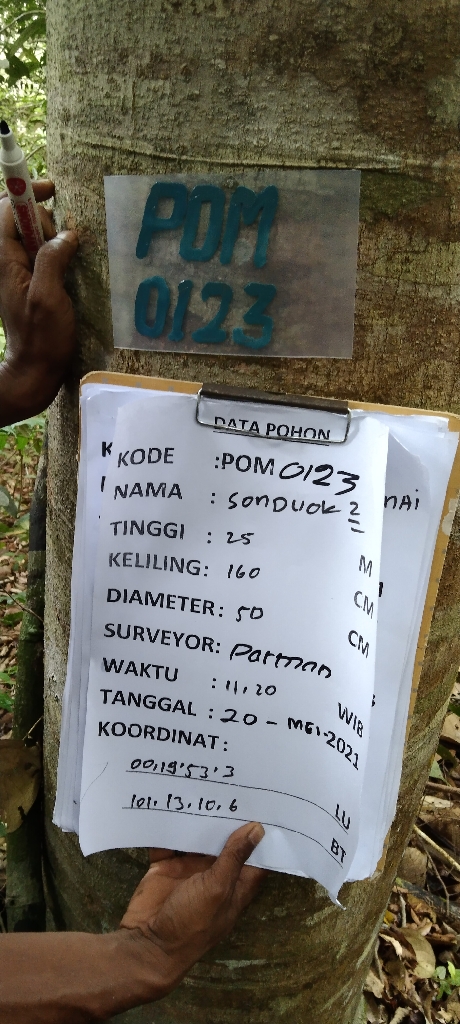 POM
0123
DATA POHON
KODE :POM 0123
NAMA : SONDUOK 2
TINGGI : 25 M
KELILING: 160 CM
DIAMETER: 50 CM
SURVEYOR: Parman
WAKTU : 11.20 WIB
TANGGAL : 20 - MEI-2021
KOORDINAT:
00.19.53.3 LU
101.13.10.6 BT